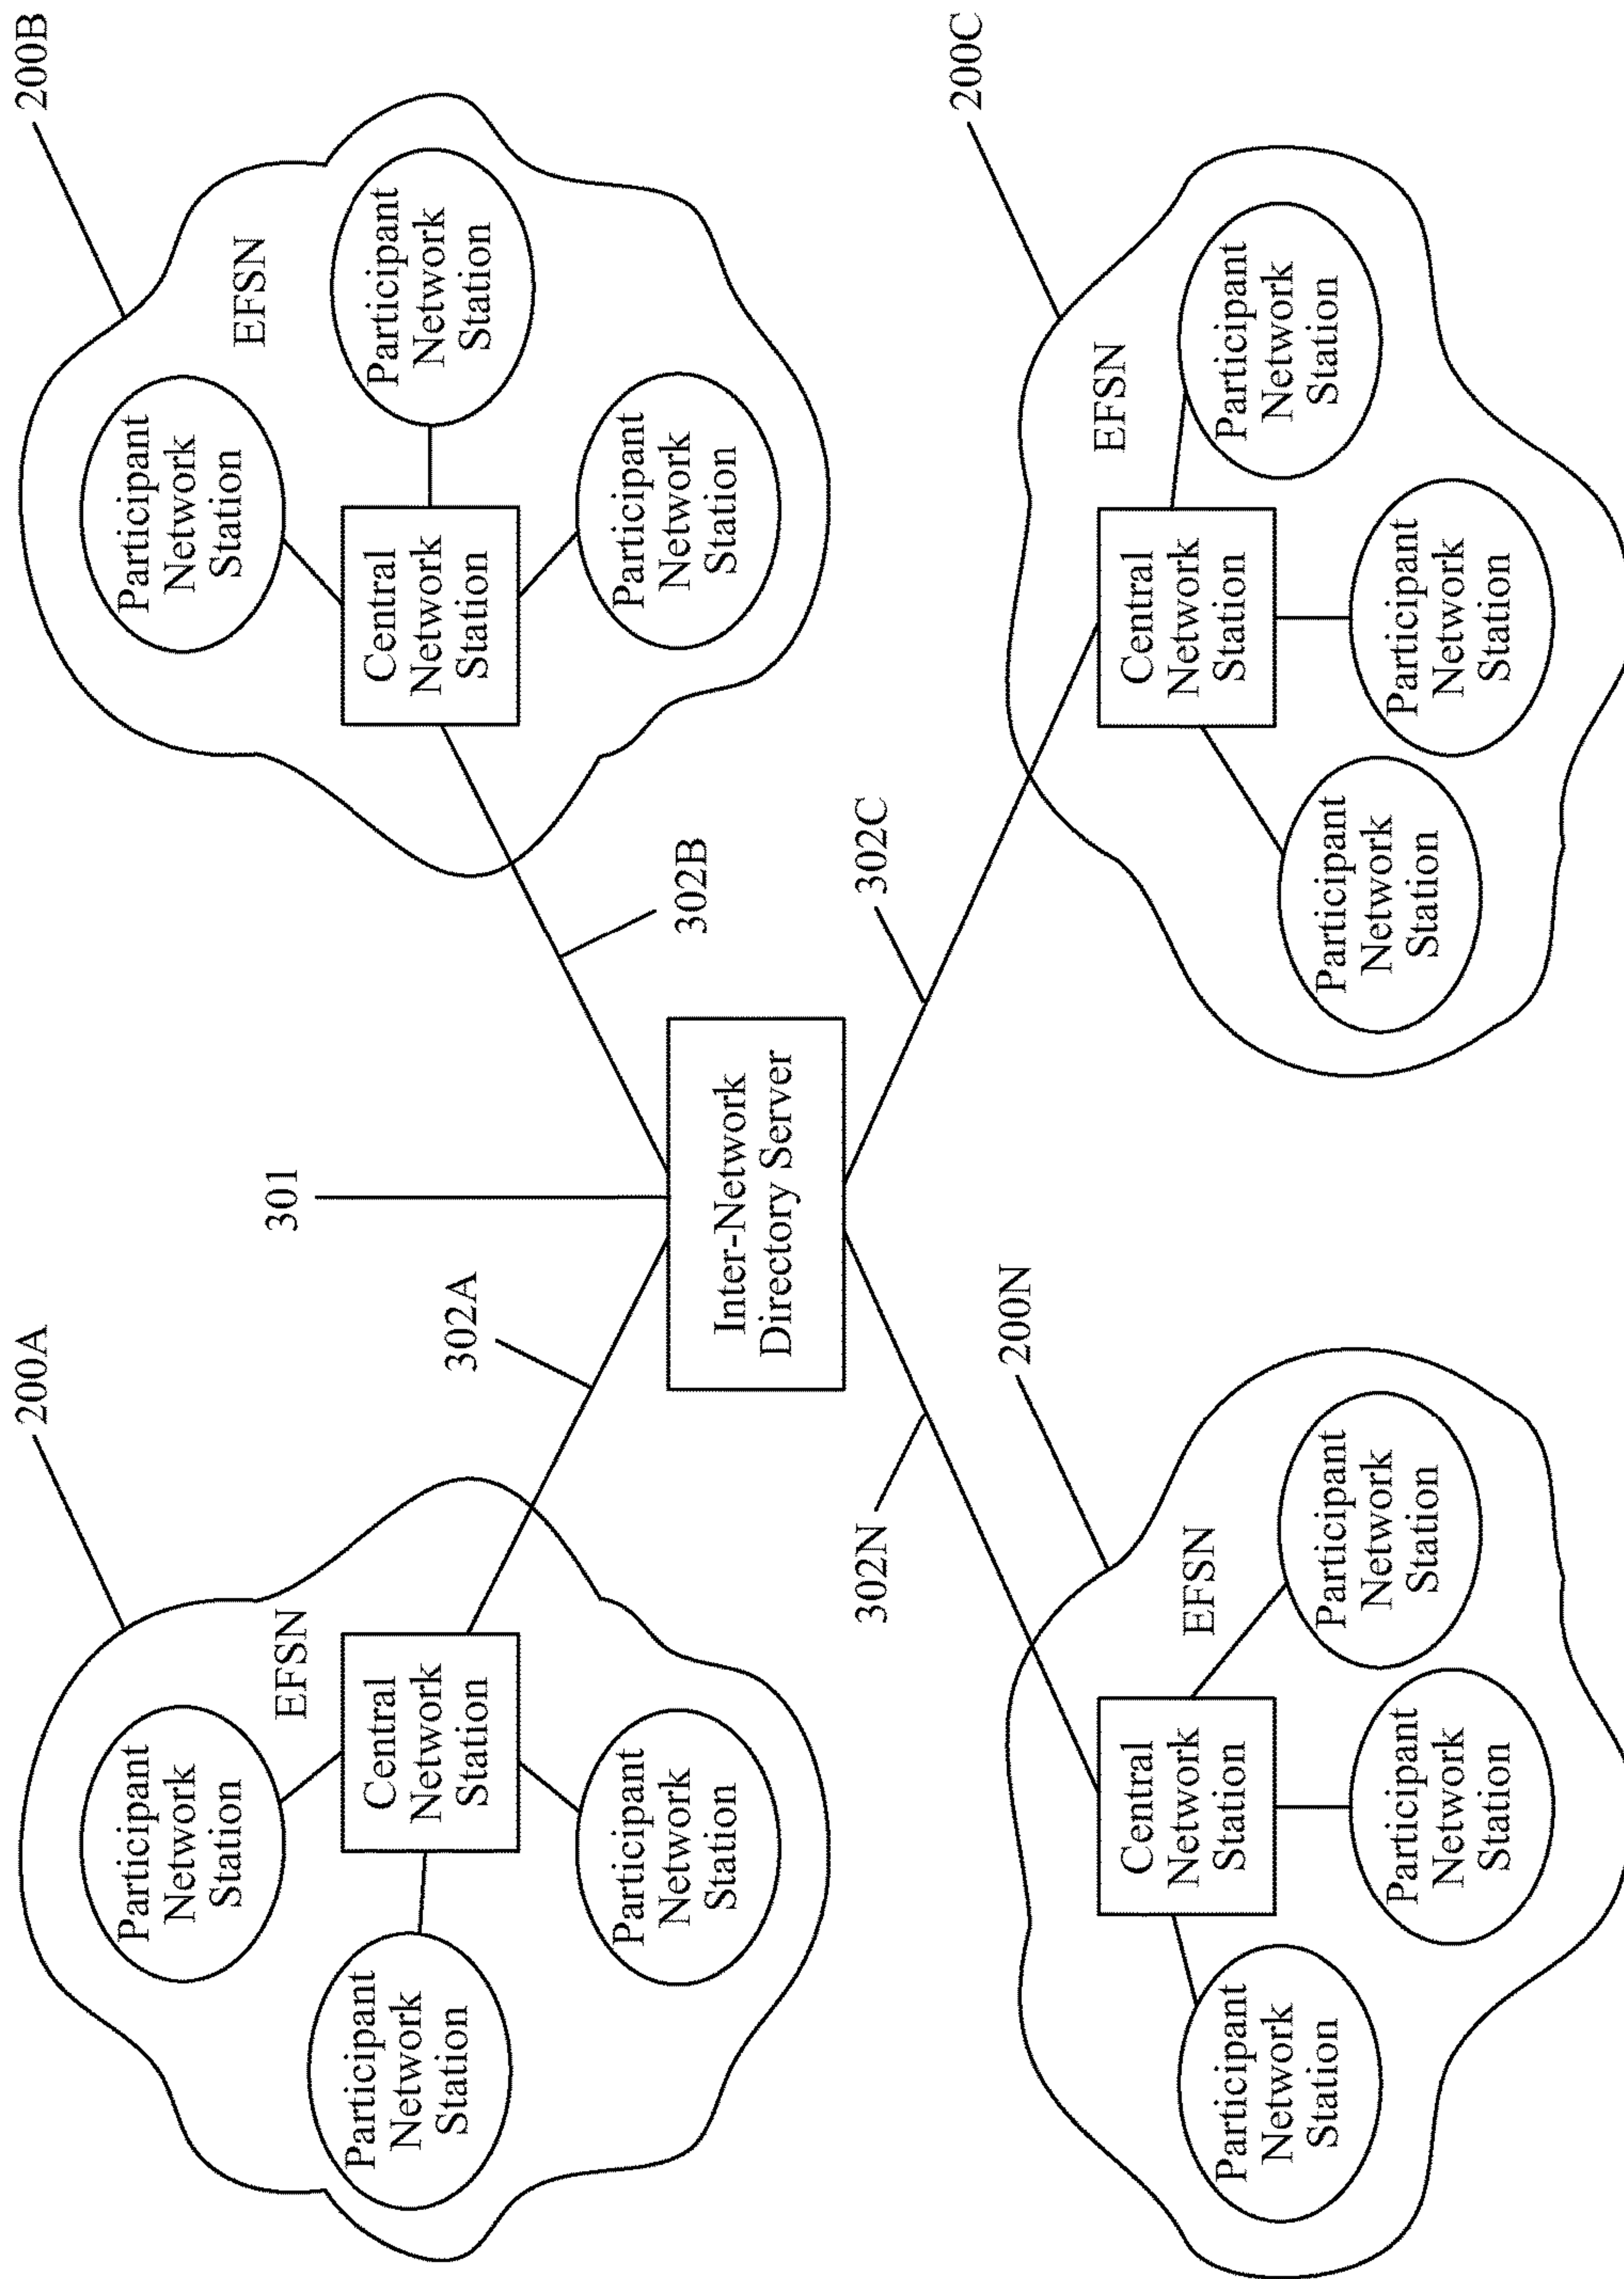 200A
EFSN
Participant
Network
Station
Participant
Network
Station
Central
Network
Station
Participant
Network
Station
302A
301
200B
EFSN
Participant
Network
Station
Central
Network
Station
Participant
Network
Station
Participant
Network
Station
302B
Inter-Network
Directory Server
302N
200N
EFSN
Central
Network
Station
Participant
Network
Station
Participant
Network
Station
Participant
Network
Station
302C
200C
EFSN
Central
Network
Station
Participant
Network
Station
Participant
Network
Station
Participant
Network
Station